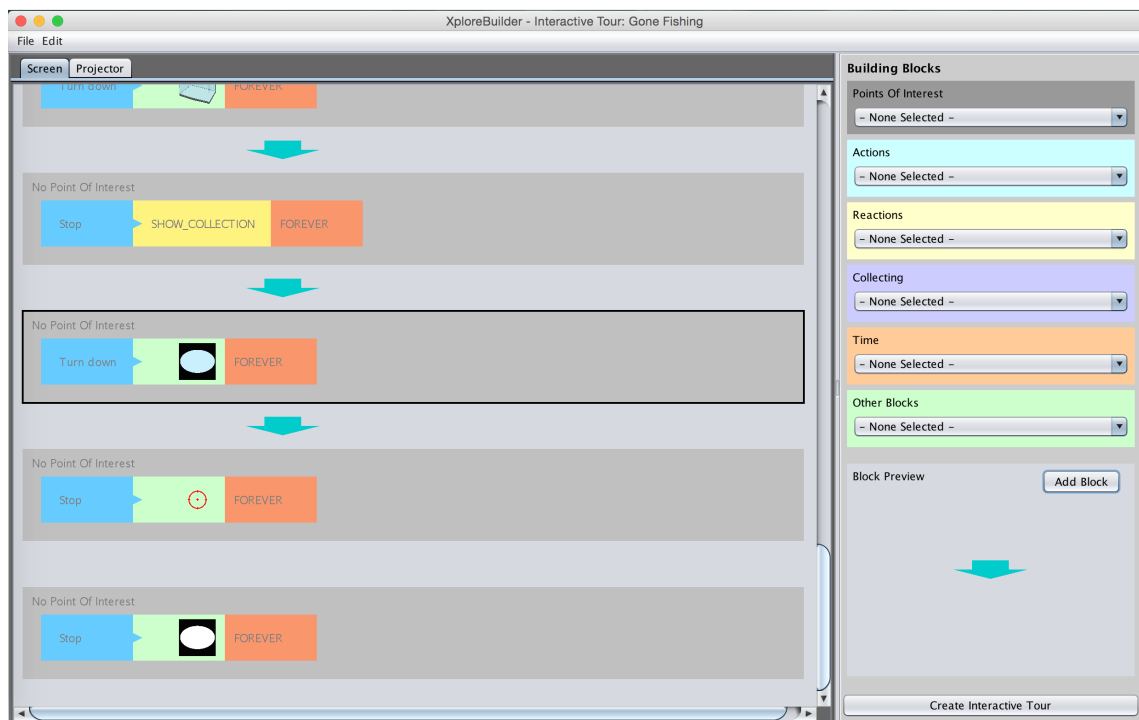 XploreBuilder - Interactive Tour: Gone Fishing
File Edit
Screen Projector
Turn down FOREVER
No Point Of Interest
Stop SHOW_COLLECTION FOREVER
No Point Of Interest
Turn down FOREVER
No Point Of Interest
Stop FOREVER
No Point Of Interest
Stop FOREVER
Building Blocks
Points Of Interest
- None Selected -
Actions
- None Selected -
Reactions
- None Selected -
Collecting
- None Selected -
Time
- None Selected -
Other Blocks
- None Selected -
Block Preview Add Block
Create Interactive Tour